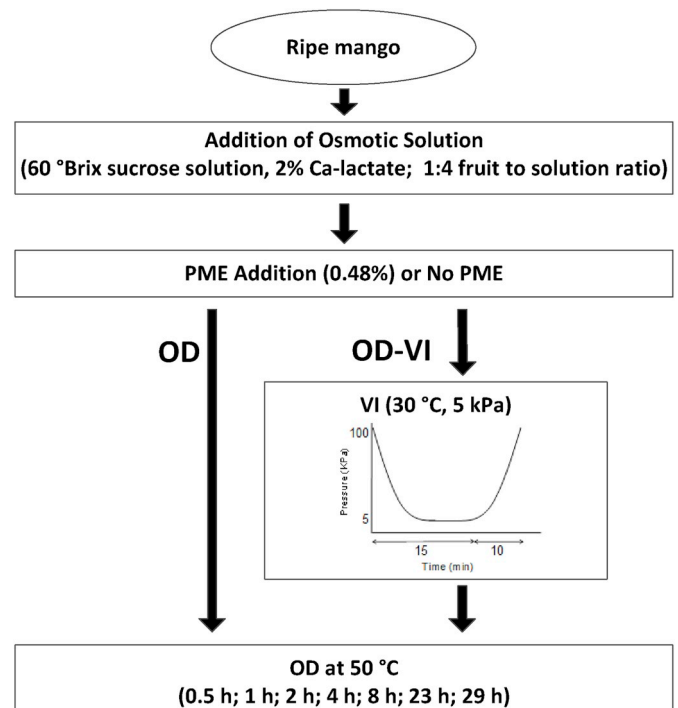 Ripe mango
Addition of Osmotic Solution
(60 °Brix sucrose solution, 2% Ca-lactate; 1:4 fruit to solution ratio)
PME Addition (0.48%) or No PME
OD
OD-VI
VI (30 °C, 5 kPa)
100
Pressure (KPa)
5
15
10
Time (min)
OD at 50 °C
(0.5 h; 1 h; 2 h; 4 h; 8 h; 23 h; 29 h)